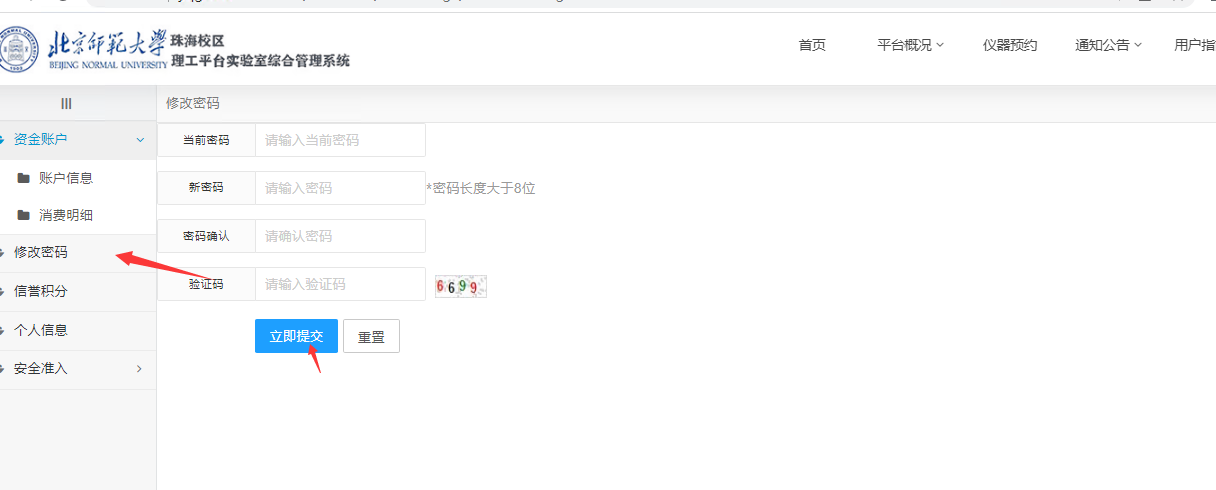 北京师范大学 珠海校区
BEIJING NORMAL UNIVERSITY 理工平台实验室综合管理系统
首页 平台概况 仪器预约 通知公告 用户指
修改密码
资金账户
账户信息
消费明细
修改密码
信誉积分
个人信息
安全准入
当前密码 请输入当前密码
新密码 请输入密码 *密码长度大于8位
密码确认 请确认密码
验证码 请输入验证码 6699
立即提交 重置